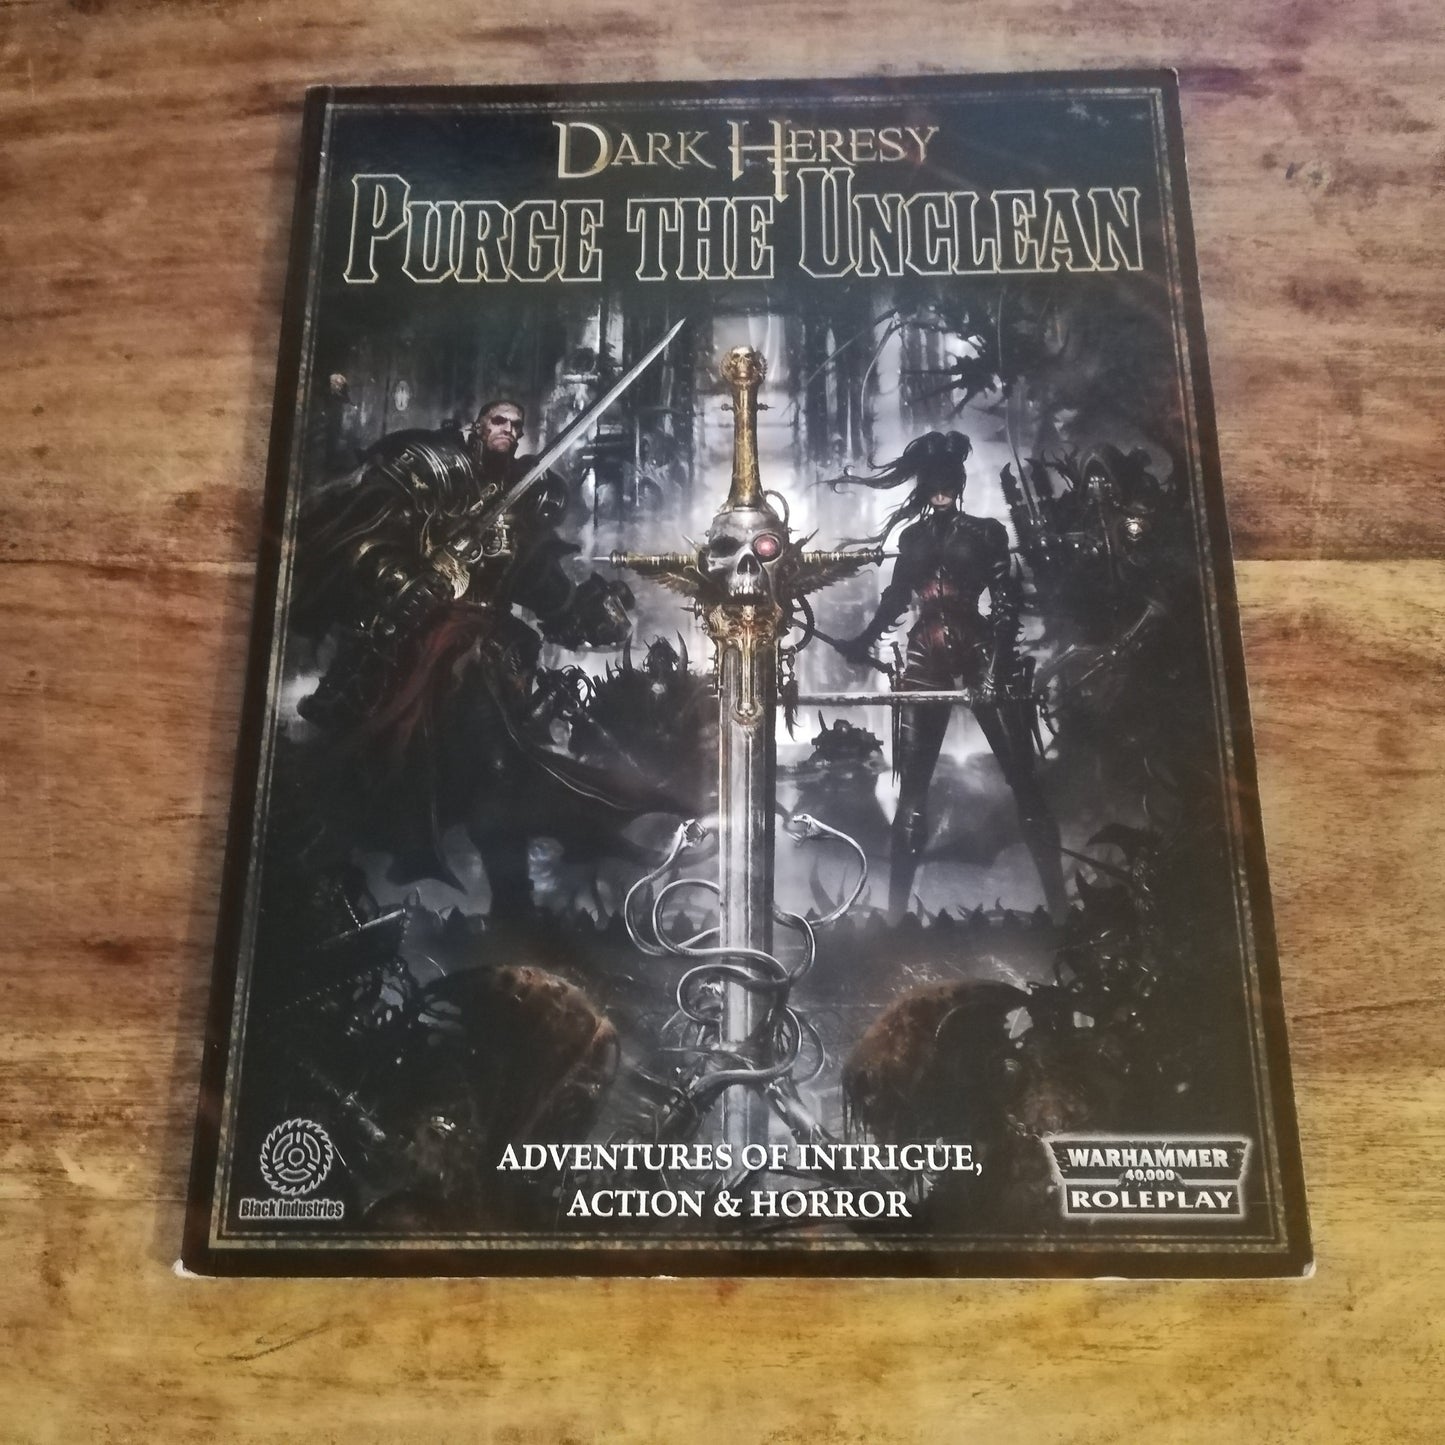 DARK HERESY
PURGE THE UNCLEAN
ADVENTURES OF INTRIGUE,
ACTION & HORROR
Black Industries
WARHAMMER
40,000
ROLEPLAY